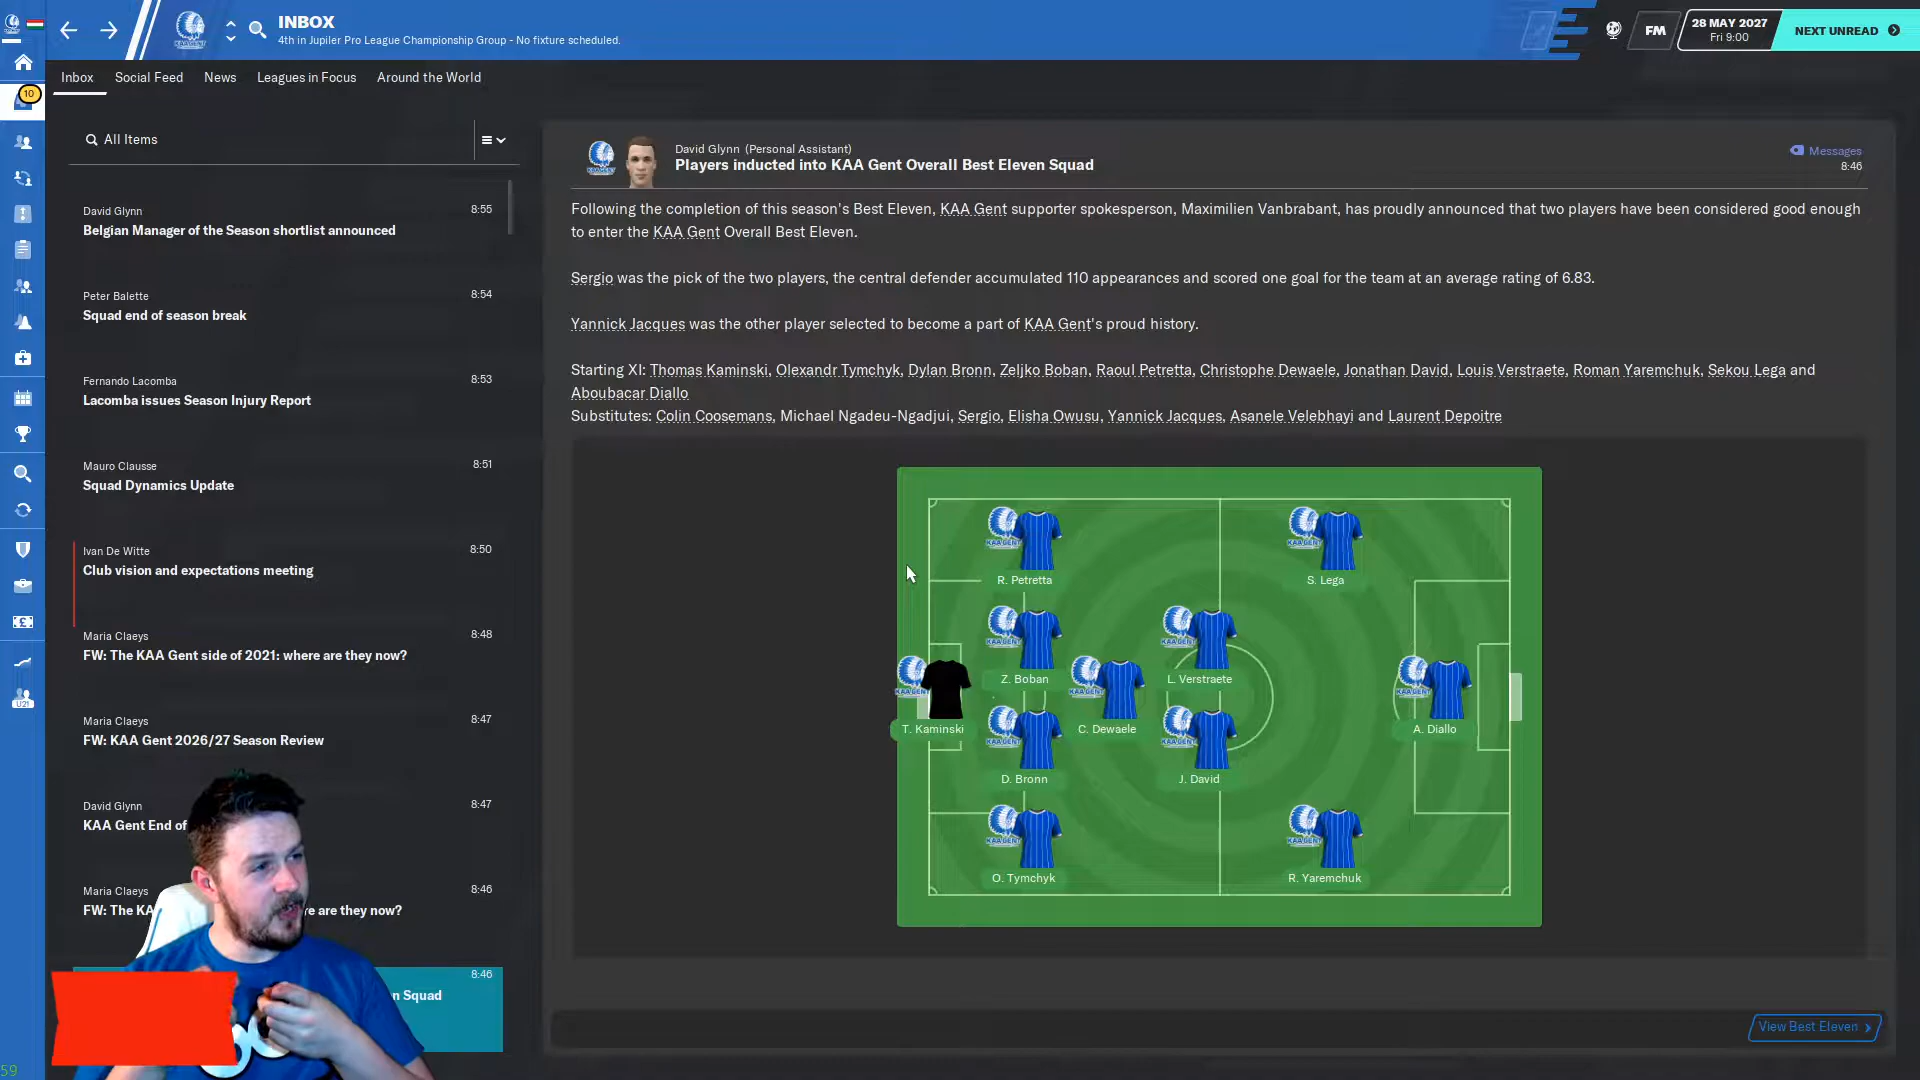 INBOX
4th in Jupiler Pro League Championship Group - No fixture scheduled.
FM
28 MAY 2027
Fri 9:00
NEXT UNREAD
10
Inbox
Social Feed
News
Leagues in Focus
Around the World
All Items
David Glynn
8:55
Belgian Manager of the Season shortlist announced
Peter Balette
8:54
Squad end of season break
Fernando Lacomba
8:53
Lacomba issues Season Injury Report
Mauro Clausse
8:51
Squad Dynamics Update
Ivan De Witte
8:50
Club vision and expectations meeting
Maria Claeys
8:48
FW: The KAA Gent side of 2021: where are they now?
Maria Claeys
8:47
FW: KAA Gent 2026/27 Season Review
David Glynn
8:47
KAA Gent End of
Maria Claeys
8:46
FW: The KA
re are they now?
8:46
n Squad
U21
59
David Glynn (Personal Assistant)
Players inducted into KAA Gent Overall Best Eleven Squad
Messages
8:46
Following the completion of this season's Best Eleven, KAA Gent supporter spokesperson, Maximilien Vanbrabant, has proudly announced that two players have been considered good enough
to enter the KAA Gent Overall Best Eleven.
Sergio was the pick of the two players, the central defender accumulated 110 appearances and scored one goal for the team at an average rating of 6.83.
Yannick Jacques was the other player selected to become a part of KAA Gent's proud history.
Starting XI: Thomas Kaminski, Olexandr Tymchyk, Dylan Bronn, Zeljko Boban, Raoul Petretta, Christophe Dewaele, Jonathan David, Louis Verstraete, Roman Yaremchuk, Sekou Lega and
Aboubacar Diallo
Substitutes: Colin Coosemans, Michael Ngadeu-Ngadjui, Sergio, Elisha Owusu, Yannick Jacques, Asanele Velebhayi and Laurent Depoitre
R. Petretta
S. Lega
Z. Boban
L. Verstraete
T. Kaminski
C. Dewaele
A. Diallo
D. Bronn
J. David
O. Tymchyk
R. Yaremchuk
View Best Eleven